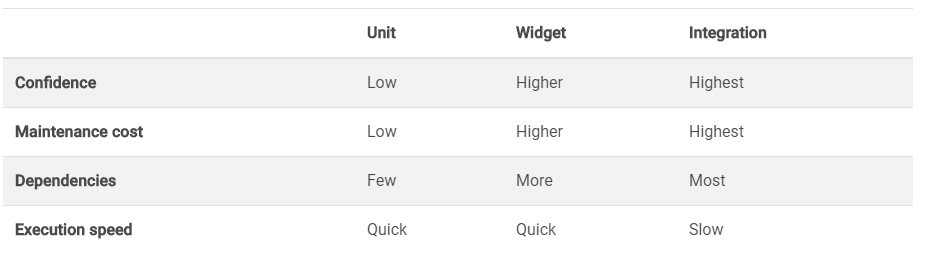 Unit Widget Integration
Confidence Low Higher Highest
Maintenance cost Low Higher Highest
Dependencies Few More Most
Execution speed Quick Quick Slow